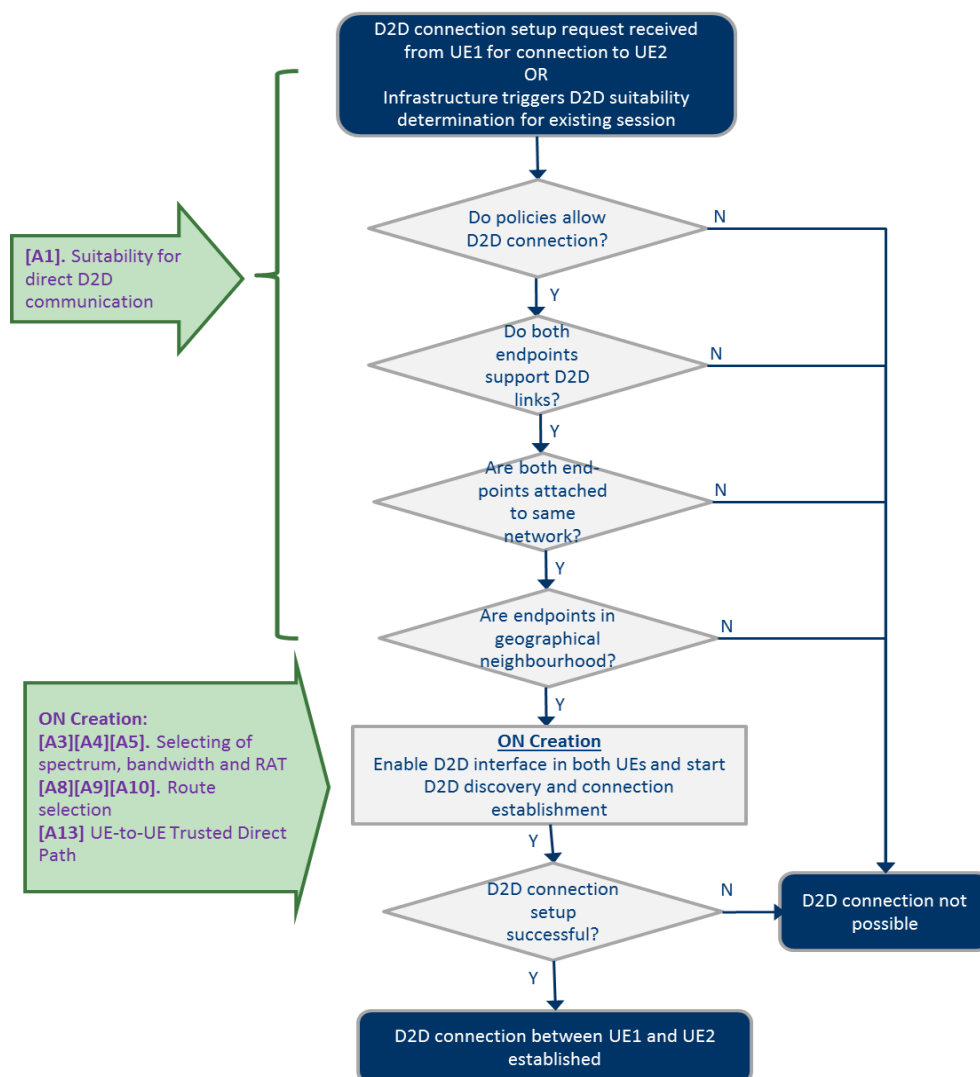 D2D connection setup request received
from UE1 for connection to UE2
OR
Infrastructure triggers D2D suitability
determination for existing session
Do policies allow
D2D connection?
N
Y
[A1]. Suitability for
direct D2D
communication
Do both
endpoints
support D2D
links?
N
Y
Are both end-
points attached
to same
network?
N
Y
Are endpoints in
geographical
neighbourhood?
N
Y
ON Creation:
[A3][A4][A5]. Selecting of
spectrum, bandwidth and RAT
[A8][A9][A10]. Route
selection
[A13] UE-to-UE Trusted Direct
Path
ON Creation
Enable D2D interface in both UEs and start
D2D discovery and connection
establishment
Y
D2D connection
setup
successful?
N
Y
D2D connection not
possible
D2D connection between UE1 and UE2
established